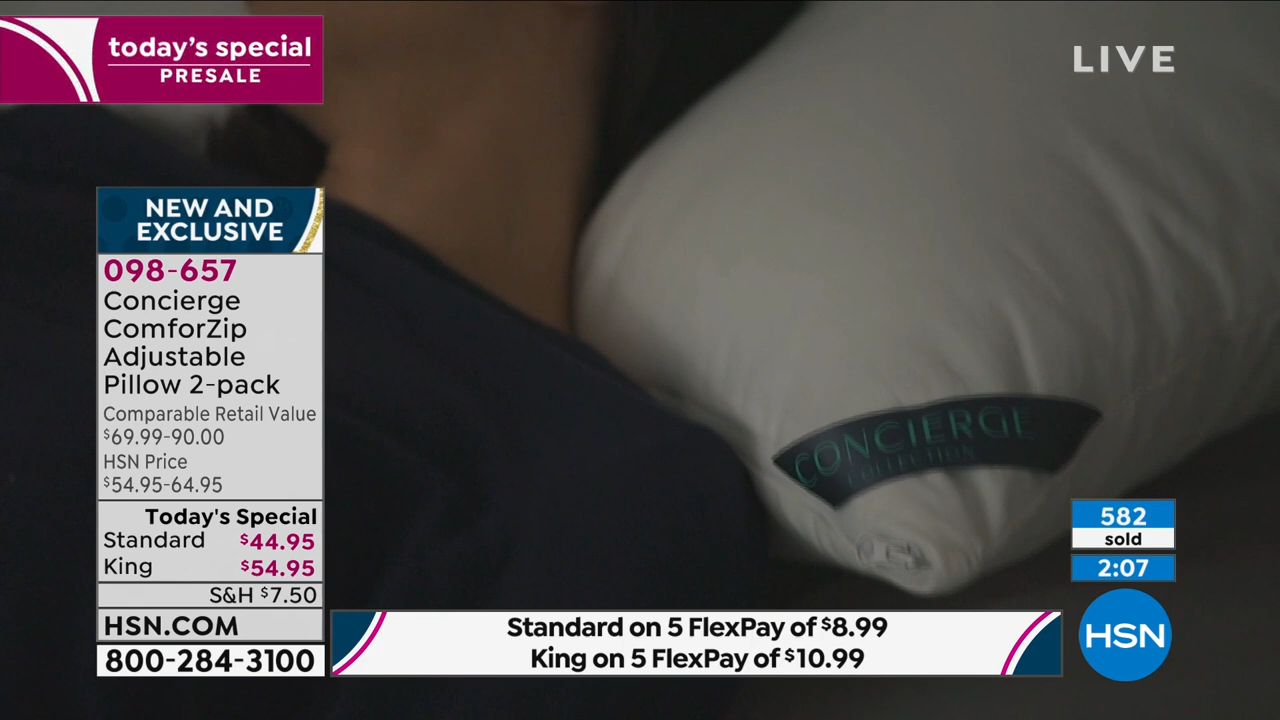 today's special
PRESALE
LIVE
NEW AND
EXCLUSIVE
098-657
Concierge
ComforZip
Adjustable
Pillow 2-pack
Comparable Retail Value
$69.99-90.00
HSN Price
$54.95-64.95
Today's Special
Standard $44.95
King $54.95
S&H $7.50
HSN.COM
800-284-3100
CONCIERGE
COLLECTION
582
sold
2:07
HSN
Standard on 5 FlexPay of $8.99
King on 5 FlexPay of $10.99